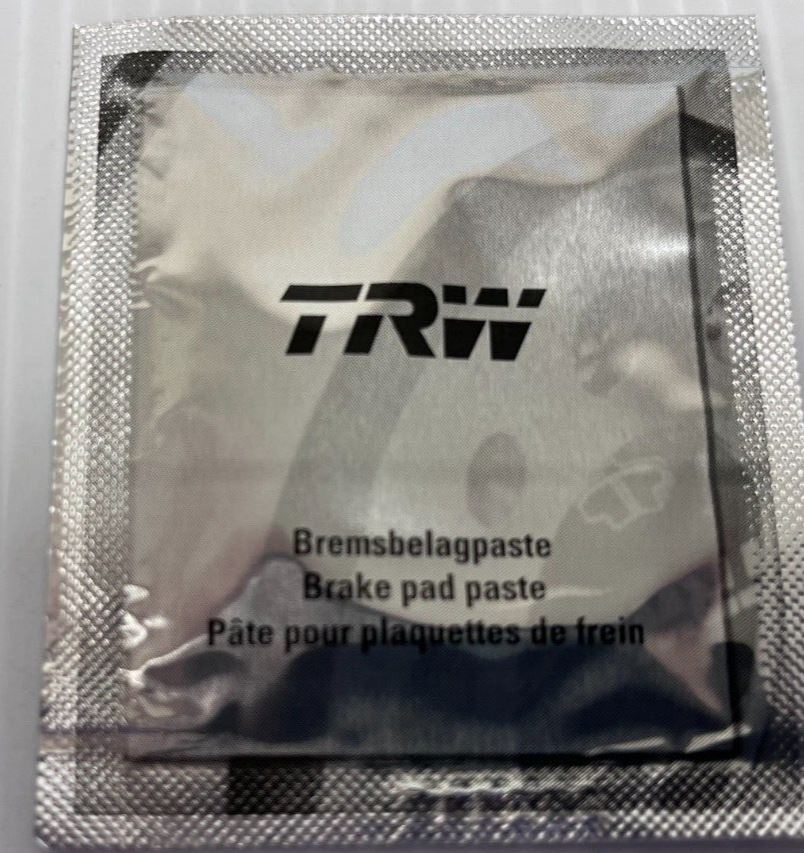 TRW
Bremsbelagpaste
Brake pad paste
Pâte pour plaquettes de frein